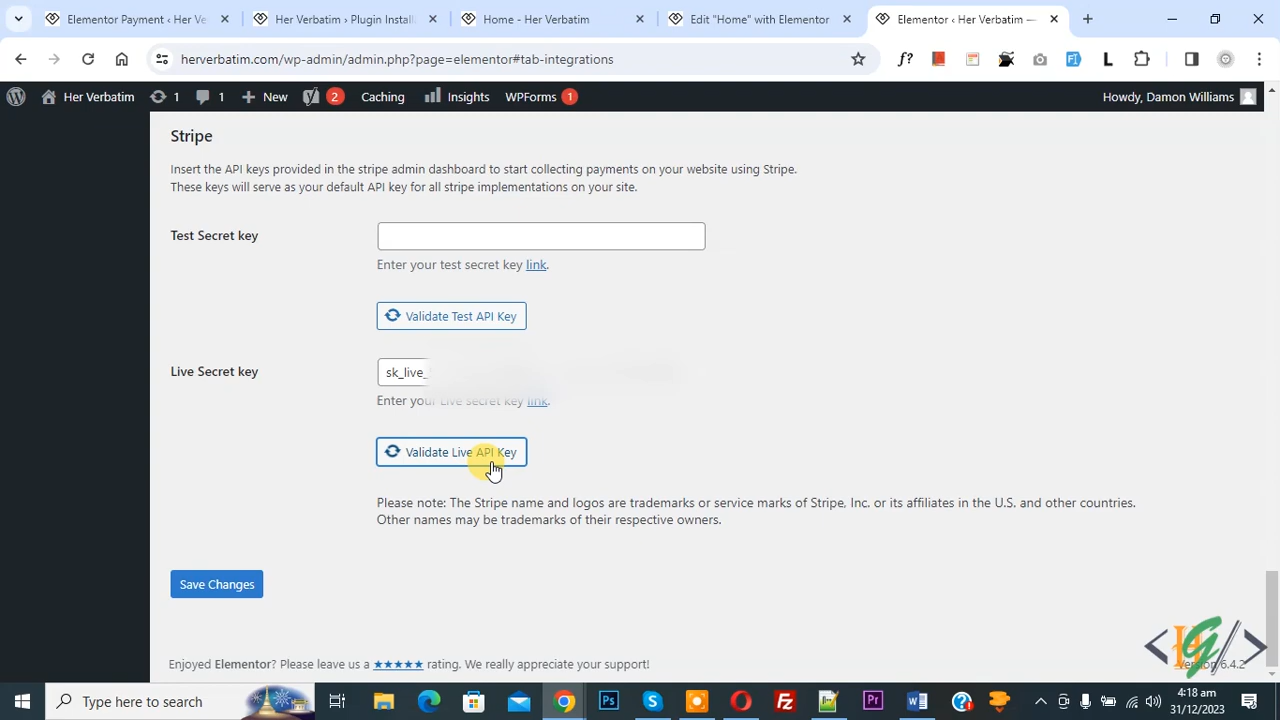 Elementor Payment ‹ Her Ve
Her Verbatim › Plugin Install
Home - Her Verbatim
Edit "Home" with Elementor
Elementor ‹ Her Verbatim —
herverbatim.com/wp-admin/admin.php?page=elementor#tab-integrations
Her Verbatim
1
1
New
2
Caching
Insights
WPForms
1
Howdy, Damon Williams
Stripe
Insert the API keys provided in the stripe admin dashboard to start collecting payments on your website using Stripe.
These keys will serve as your default API key for all stripe implementations on your site.
Test Secret key
Enter your test secret key link.
Validate Test API Key
Live Secret key
sk_live_
Enter your Live secret key link.
Validate Live API Key
Please note: The Stripe name and logos are trademarks or service marks of Stripe, Inc. or its affiliates in the U.S. and other countries.
Other names may be trademarks of their respective owners.
Save Changes
Enjoyed Elementor? Please leave us a ★★★★★ rating. We really appreciate your support!
Version 6.4.2
Type here to search
4:18 am
31/12/2023